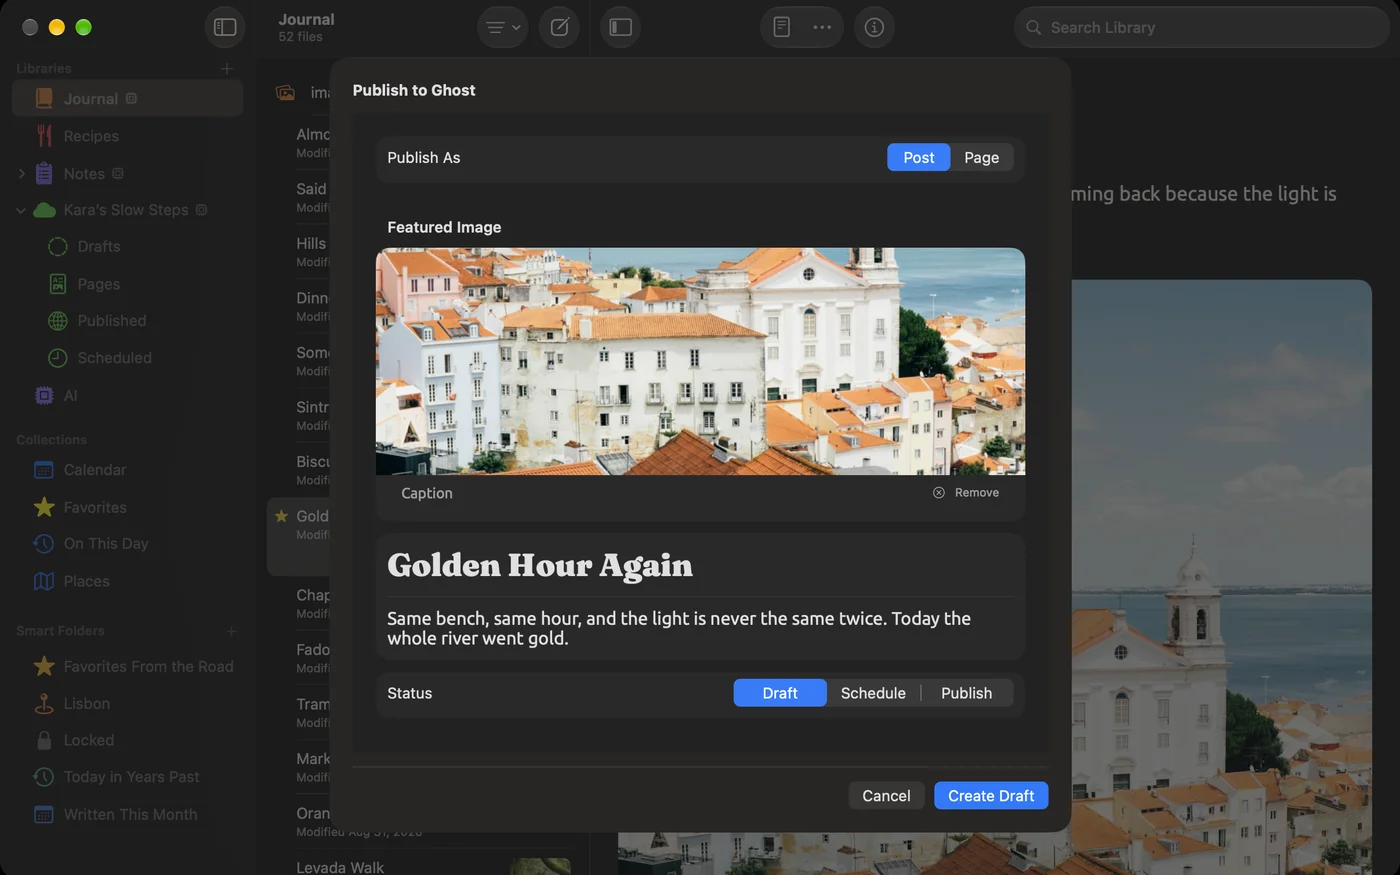 Journal
52 files
Search Library
Libraries
Journal
Recipes
Notes
Kara's Slow Steps
Drafts
Pages
Published
Scheduled
AI
Collections
Calendar
Favorites
On This Day
Places
Smart Folders
Favorites From the Road
Lisbon
Locked
Today in Years Past
Written This Month
Said
Hills
Gold
Fado
Levada Walk
ming back because the light is
Publish to Ghost
Publish As
Post
Page
Featured Image
Caption
Remove
Golden Hour Again
Same bench, same hour, and the light is never the same twice. Today the
whole river went gold.
Status
Draft
Schedule
Publish
Cancel
Create Draft